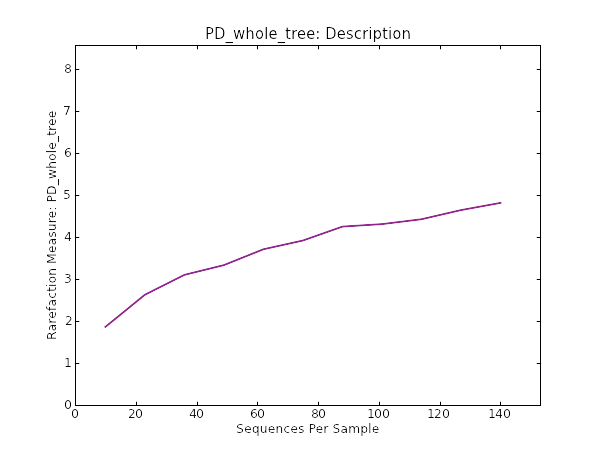 PD_whole_tree: Description
Rarefaction Measure: PD_whole_tree
8
7
6
5
4
3
2
1
0
0 20 40 60 80 100 120 140
Sequences Per Sample